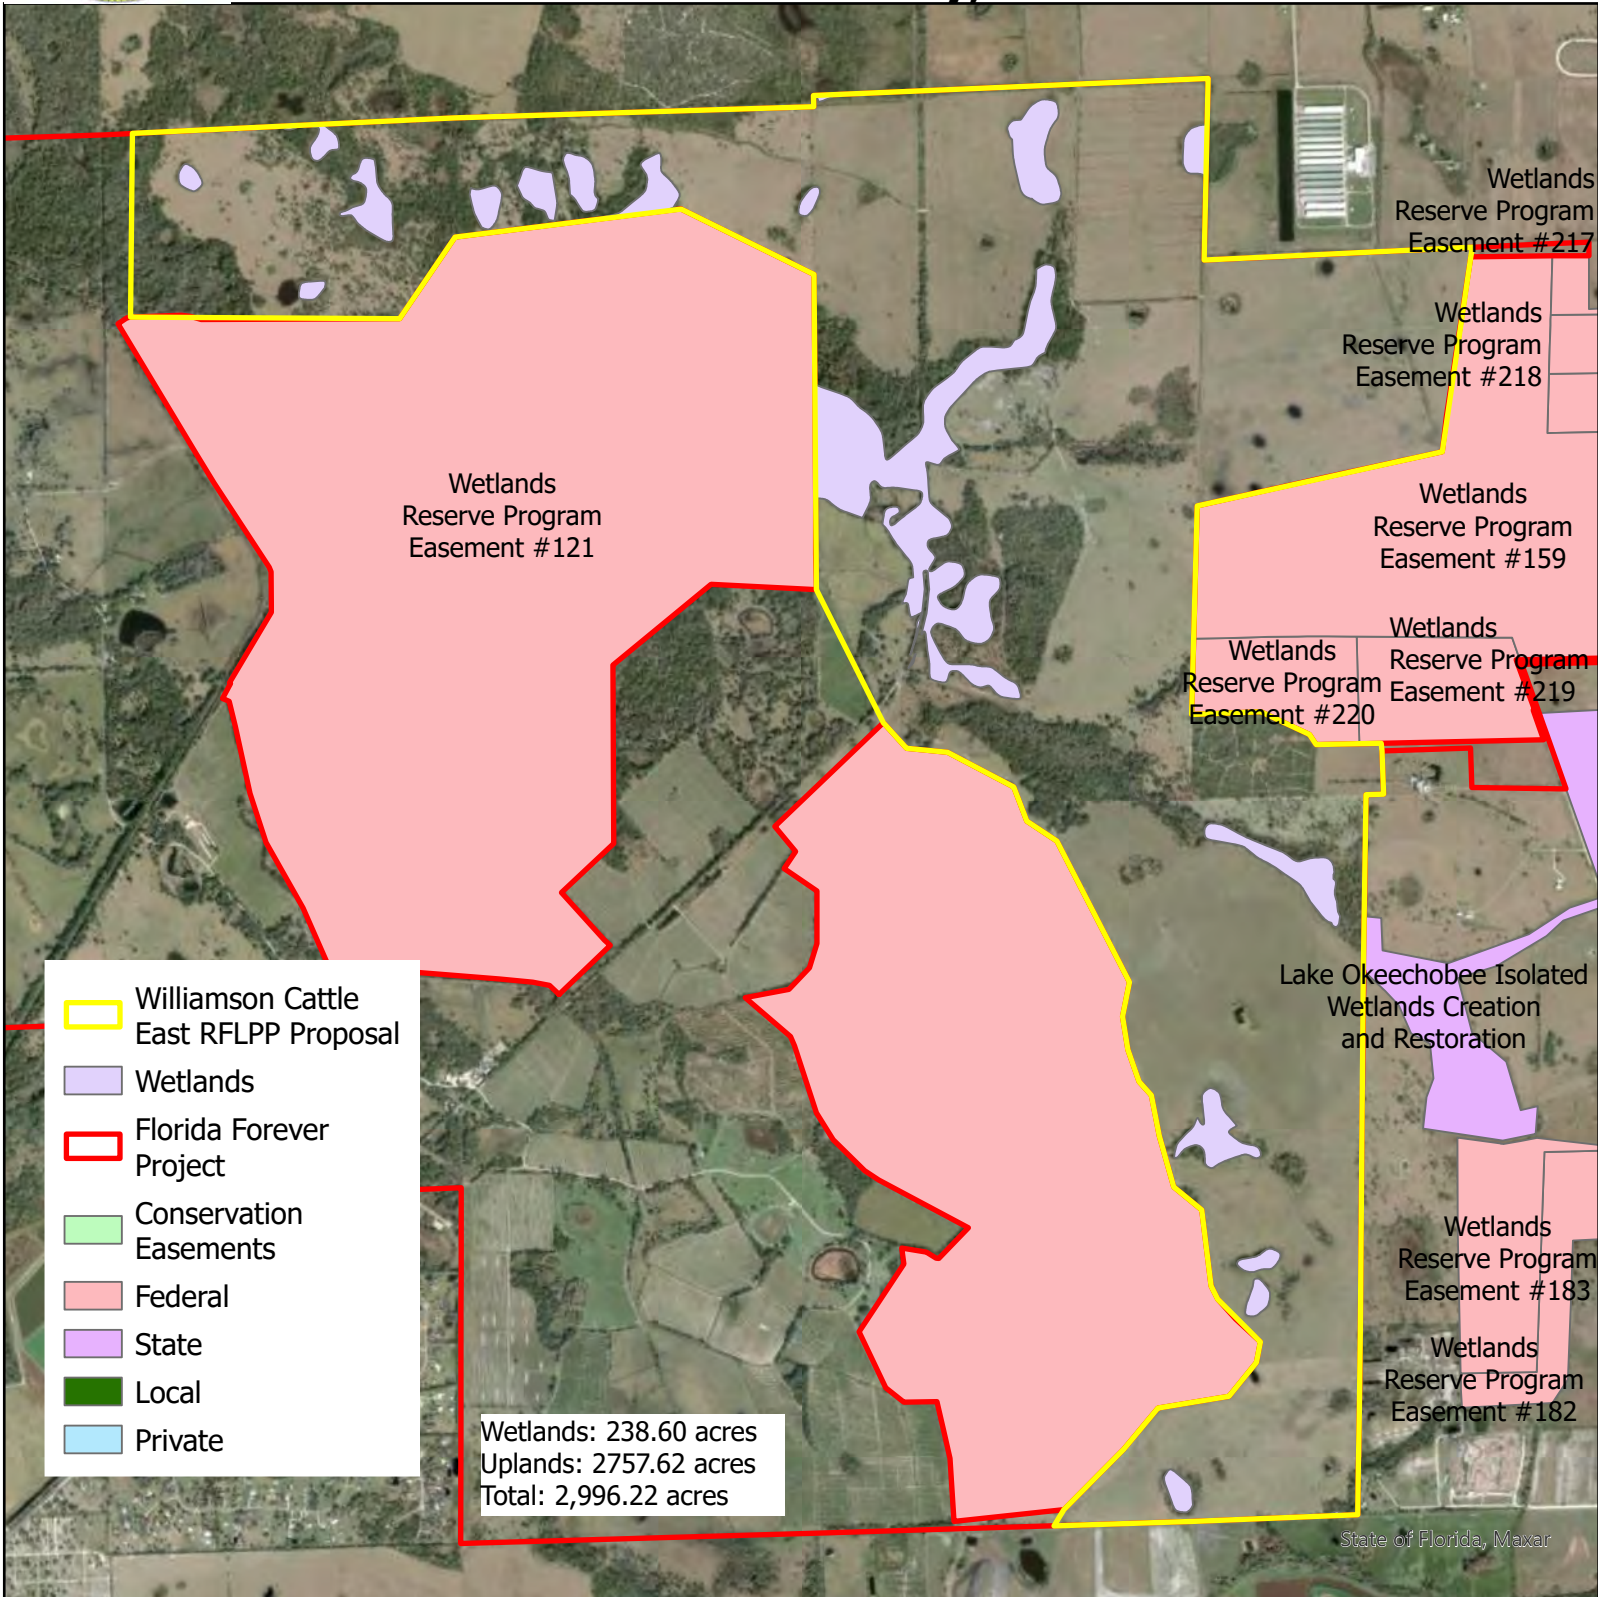 Wetlands
Reserve Program
Easement #217
Wetlands
Reserve Program
Easement #218
Wetlands
Reserve Program
Easement #121
Wetlands
Reserve Program
Easement #159
Wetlands
Reserve Program
Easement #219
Wetlands
Reserve Program
Easement #220
Lake Okeechobee Isolated
Wetlands Creation
and Restoration
Wetlands
Reserve Program
Easement #183
Wetlands
Reserve Program
Easement #182
Williamson Cattle
East RFLPP Proposal
Wetlands
Florida Forever
Project
Conservation
Easements
Federal
State
Local
Private
Wetlands: 238.60 acres
Uplands: 2757.62 acres
Total: 2,996.22 acres
State of Florida, Maxar